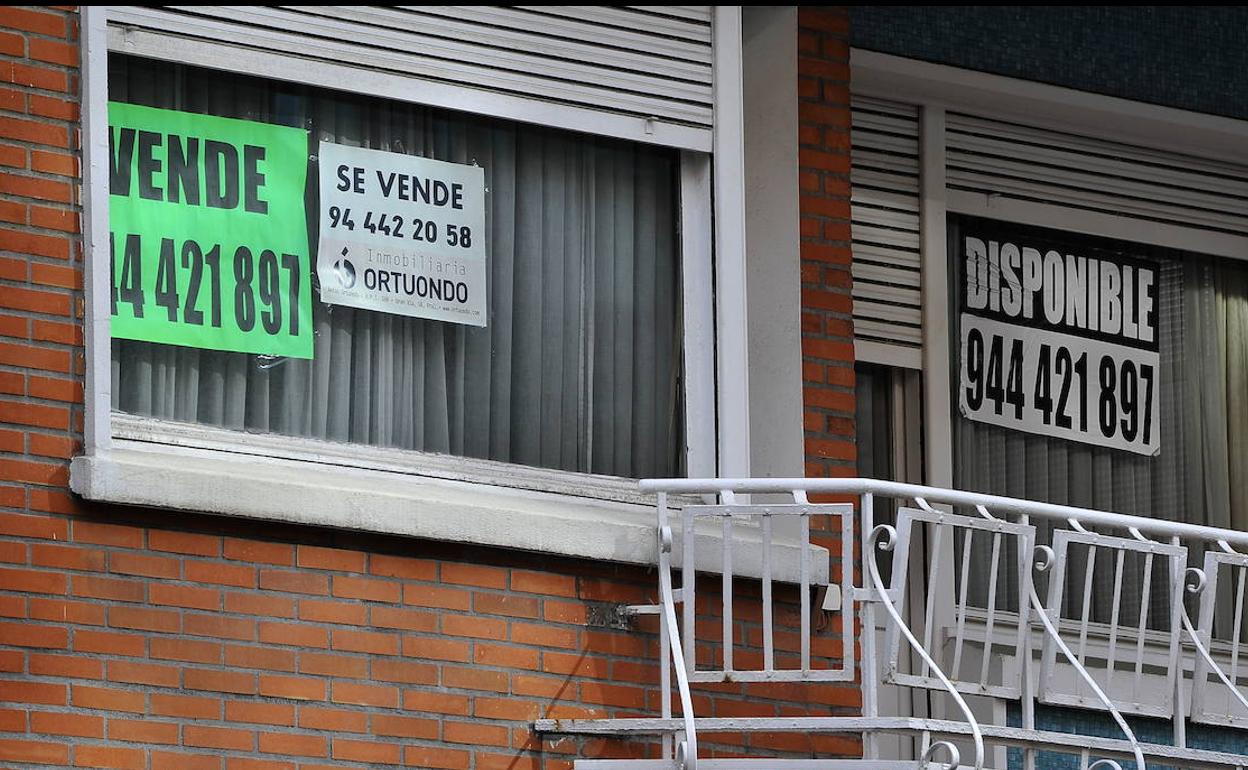 VENDE
44 421 897
SE VENDE
94 442 20 58
Inmobiliaria
ORTUONDO
DISPONIBLE
944 421 897